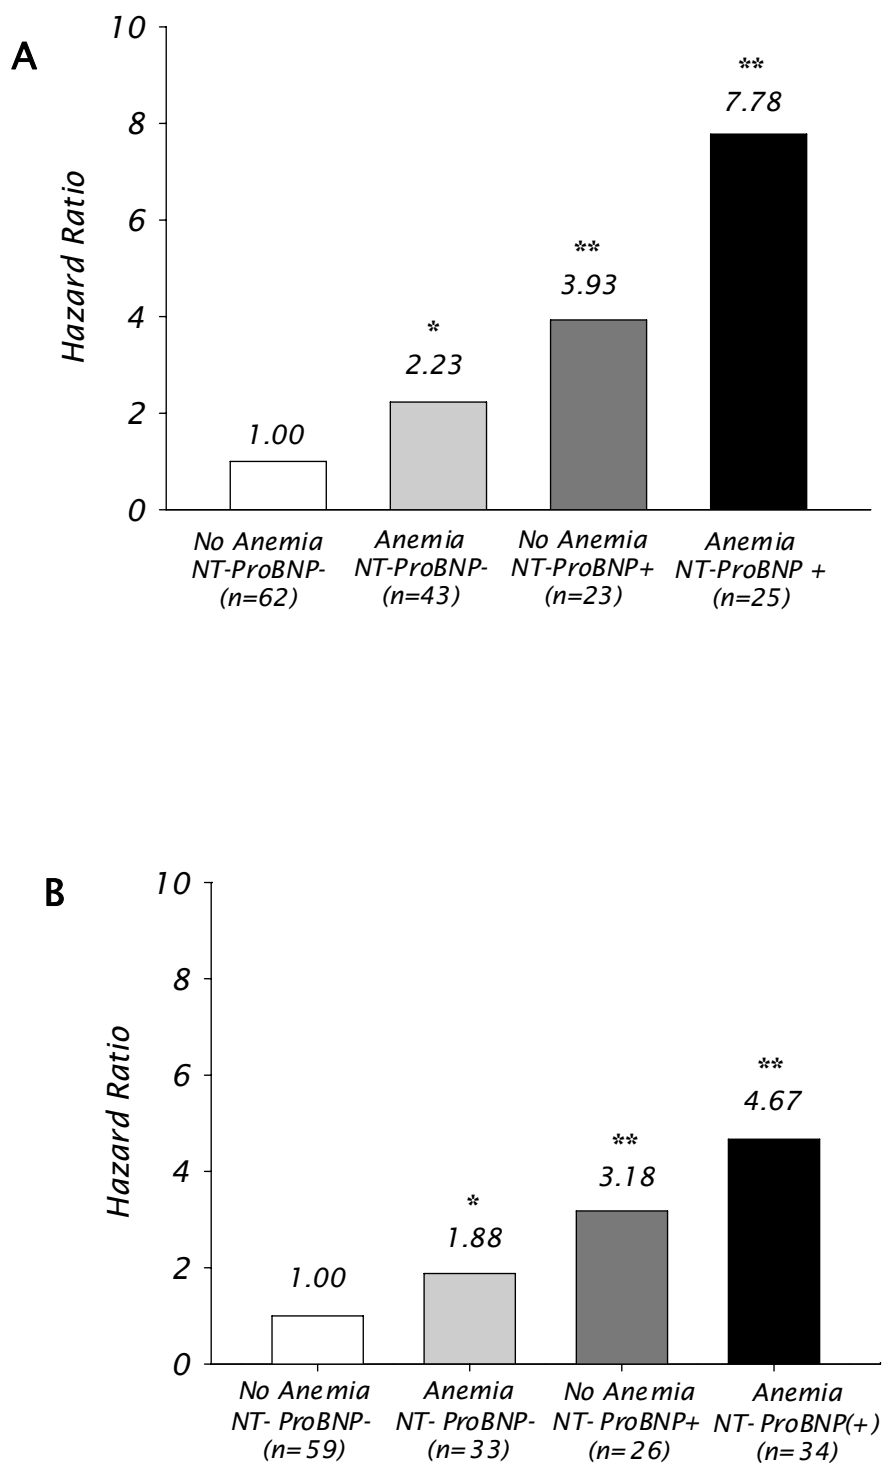 A
Hazard Ratio
10
8
6
4
2
0
1.00
*
2.23
**
3.93
**
7.78
No Anemia
NT-ProBNP-
(n=62)
Anemia
NT-ProBNP-
(n=43)
No Anemia
NT-ProBNP+
(n=23)
Anemia
NT-ProBNP +
(n=25)
B
Hazard Ratio
10
8
6
4
2
0
1.00
*
1.88
**
3.18
**
4.67
No Anemia
NT- ProBNP-
(n=59)
Anemia
NT- ProBNP-
(n=33)
No Anemia
NT- ProBNP+
(n=26)
Anemia
NT- ProBNP(+)
(n=34)